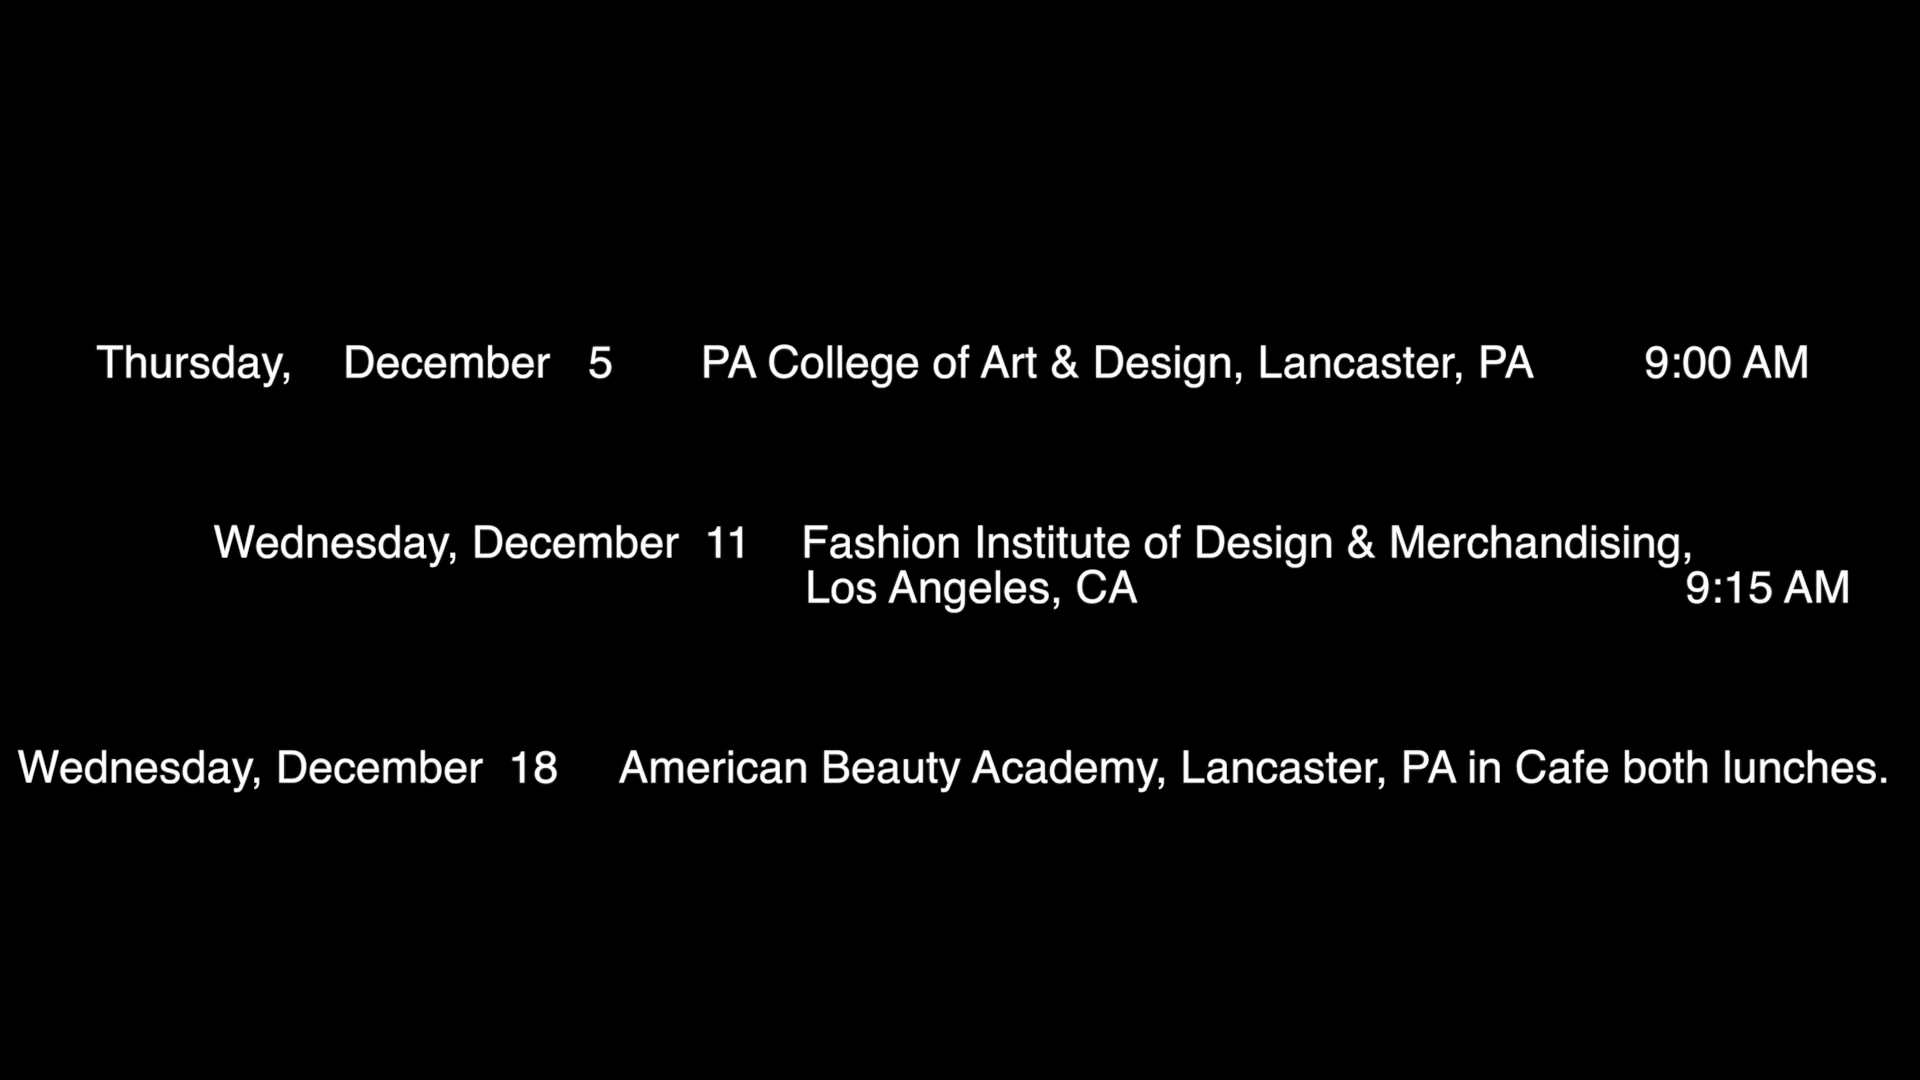 Thursday, December 5 PA College of Art & Design, Lancaster, PA 9:00 AM
Wednesday, December 11 Fashion Institute of Design & Merchandising,
Los Angeles, CA 9:15 AM
Wednesday, December 18 American Beauty Academy, Lancaster, PA in Cafe both lunches.